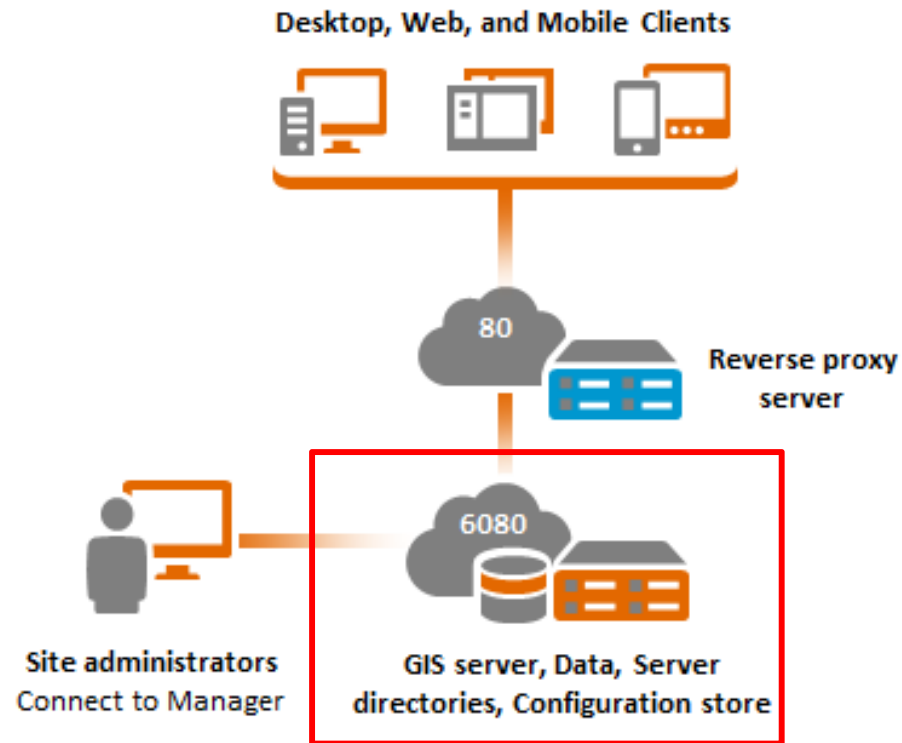 Desktop, Web, and Mobile Clients
80
Reverse proxy
server
6080
Site administrators
Connect to Manager
GIS server, Data, Server
directories, Configuration store